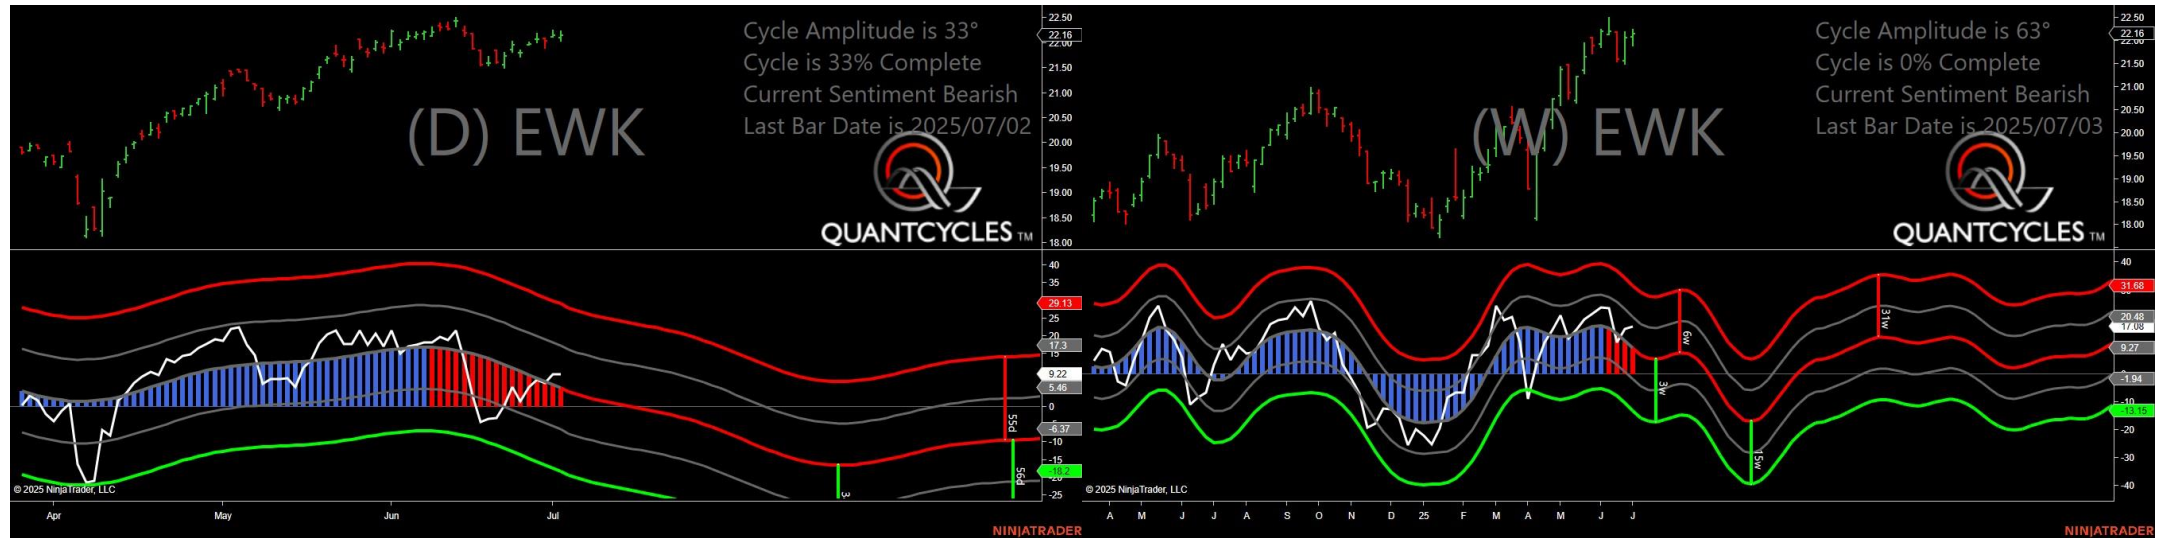 Cycle Amplitude is 33°
Cycle is 33% Complete
Current Sentiment Bearish
Last Bar Date is 2025/07/02
(D) EWK
QUANTCYCLES TM
22.50
22.16
22.00
21.50
21.00
20.50
20.00
19.50
19.00
18.50
18.00
40
35
29.13
25
20
17.3
15
9.22
5.46
0
-6.37
-10
-15
-18.2
-20
-25
55d
56d
3
© 2025 NinjaTrader, LLC
Apr May Jun Jul
NINJATRADER
Cycle Amplitude is 63°
Cycle is 0% Complete
Current Sentiment Bearish
Last Bar Date is 2025/07/03
(W) EWK
QUANTCYCLES TM
22.50
22.16
22.00
21.50
21.00
20.50
20.00
19.50
19.00
18.50
18.00
40
31.68
20.48
17.08
9.27
-1.94
-10
-13.15
-20
-30
-40
6w
3w
15w
31w
© 2025 NinjaTrader, LLC
A M J J A S O N D 25 F M A M J J
NINJATRADER